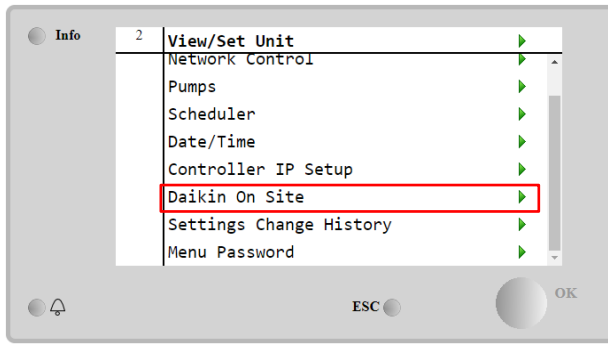 Info
2
View/Set Unit
Network Control
Pumps
Scheduler
Date/Time
Controller IP Setup
Daikin On Site
Settings Change History
Menu Password
ESC
OK